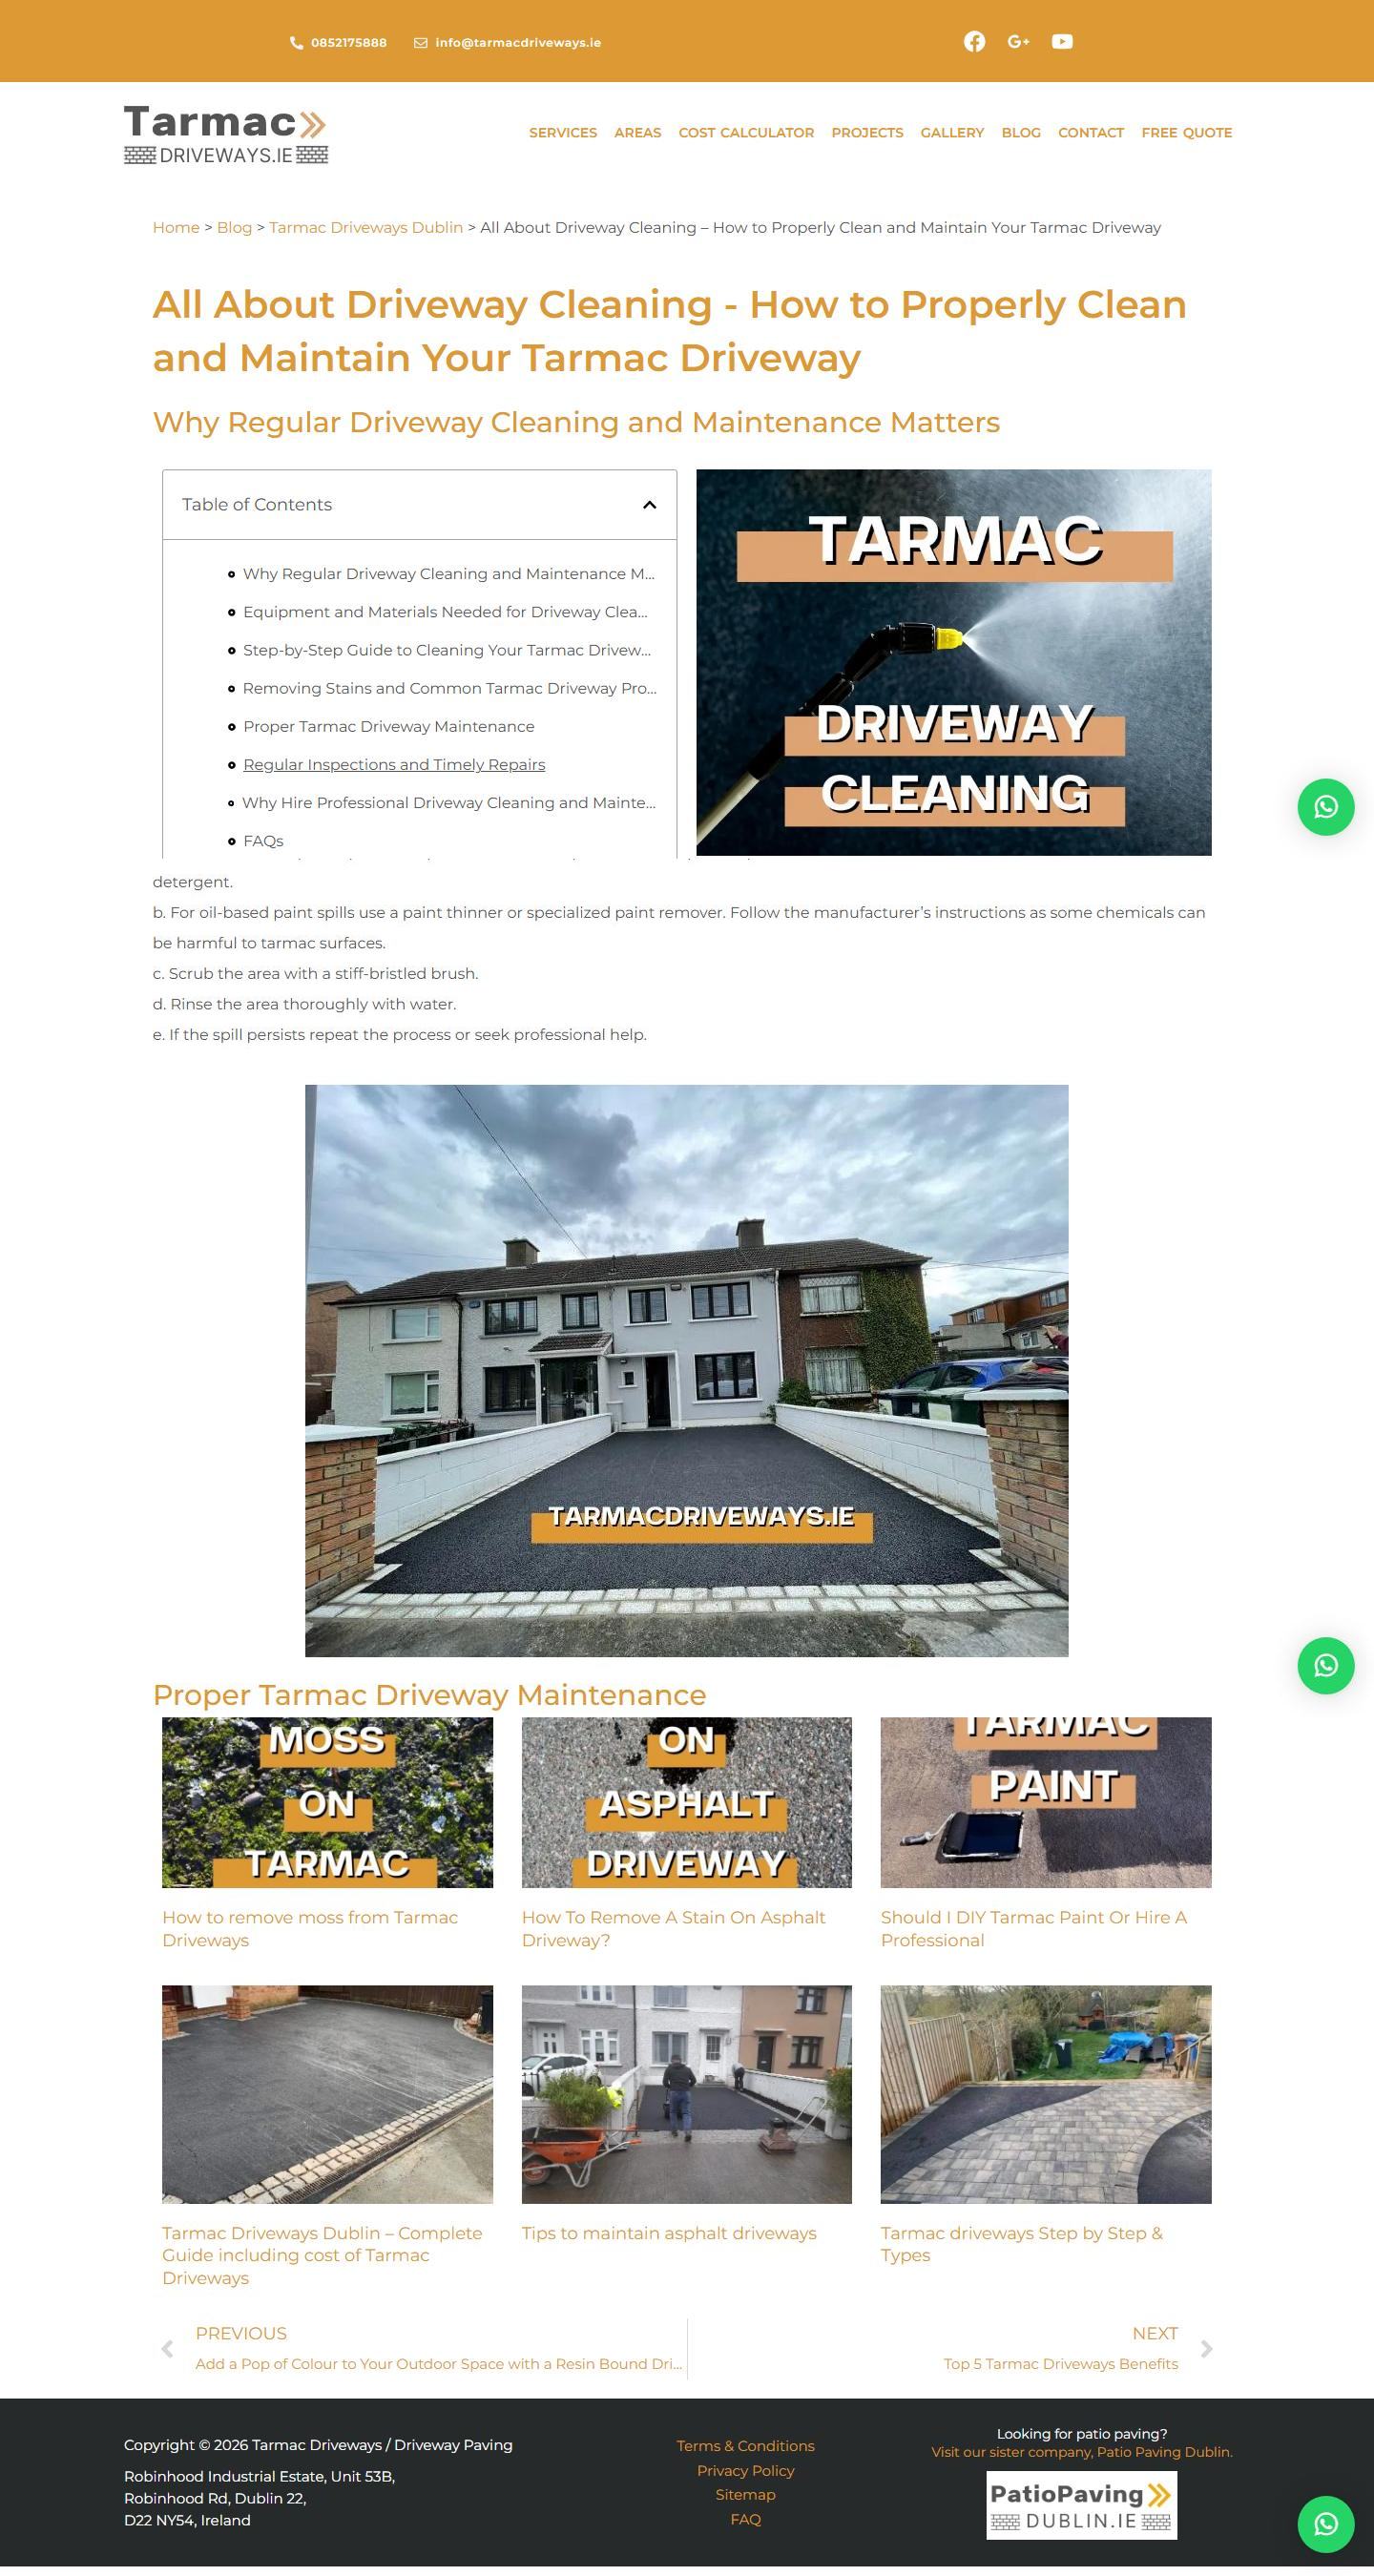 0852175888 info@tarmacdriveways.ie
Tarmac
DRIVEWAYS.IE
SERVICES AREAS COST CALCULATOR PROJECTS GALLERY BLOG CONTACT FREE QUOTE
Home > Blog > Tarmac Driveways Dublin > All About Driveway Cleaning – How to Properly Clean and Maintain Your Tarmac Driveway
All About Driveway Cleaning - How to Properly Clean
and Maintain Your Tarmac Driveway
Why Regular Driveway Cleaning and Maintenance Matters
Table of Contents
Why Regular Driveway Cleaning and Maintenance M...
Equipment and Materials Needed for Driveway Clea...
Step-by-Step Guide to Cleaning Your Tarmac Drivew...
Removing Stains and Common Tarmac Driveway Pro...
Proper Tarmac Driveway Maintenance
Regular Inspections and Timely Repairs
Why Hire Professional Driveway Cleaning and Mainte...
FAQs
TARMAC
DRIVEWAY
CLEANING
detergent.
b. For oil-based paint spills use a paint thinner or specialized paint remover. Follow the manufacturer’s instructions as some chemicals can
be harmful to tarmac surfaces.
c. Scrub the area with a stiff-bristled brush.
d. Rinse the area thoroughly with water.
e. If the spill persists repeat the process or seek professional help.
TARMACDRIVEWAYS.IE
Proper Tarmac Driveway Maintenance
MOSS
ON
TARMAC
How to remove moss from Tarmac
Driveways
ON
ASPHALT
DRIVEWAY
How To Remove A Stain On Asphalt
Driveway?
TARMAC
PAINT
Should I DIY Tarmac Paint Or Hire A
Professional
Tarmac Driveways Dublin – Complete
Guide including cost of Tarmac
Driveways
Tips to maintain asphalt driveways
Tarmac driveways Step by Step &
Types
PREVIOUS
Add a Pop of Colour to Your Outdoor Space with a Resin Bound Dri...
NEXT
Top 5 Tarmac Driveways Benefits
Copyright © 2026 Tarmac Driveways / Driveway Paving
Robinhood Industrial Estate, Unit 53B,
Robinhood Rd, Dublin 22,
D22 NY54, Ireland
Terms & Conditions
Privacy Policy
Sitemap
FAQ
Looking for patio paving?
Visit our sister company, Patio Paving Dublin.
PatioPaving
DUBLIN.IE